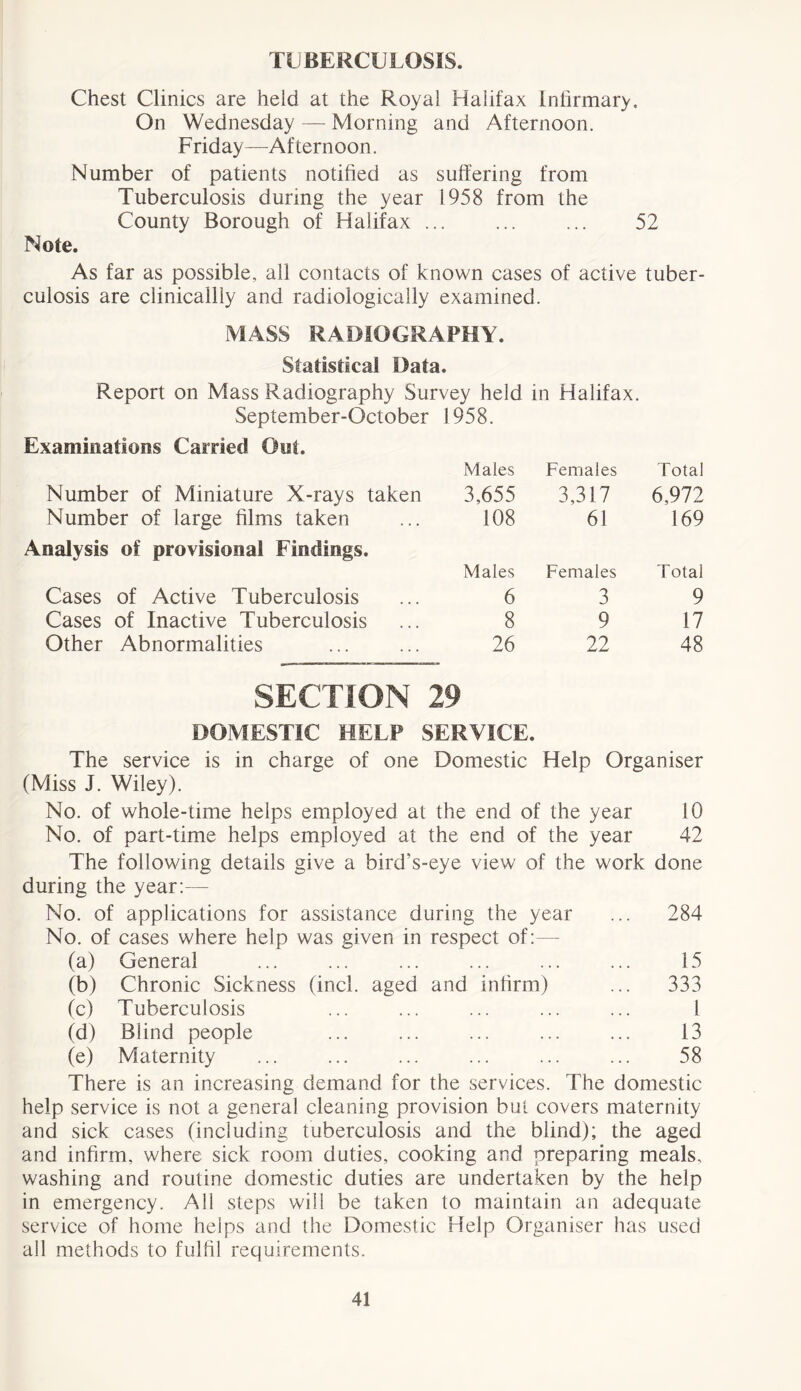 TUBERCULOSIS.
Chest Clinics are held at the Royal Halifax Infirmary.
On Wednesday — Morning and Afternoon.
Friday—Afternoon.
Number of patients notified as suffering from
Tuberculosis during the year 1958 from the
County Borough of Halifax ... ... ... 52
Note.
As far as possible, all contacts of known cases of active tuber-
culosis are clinicallly and radiologically examined.
MASS RADIOGRAPHY.
Statistical Data.
Report on Mass Radiography Survey held in Halifax.
September-October 1958.
Examinations Carried Out.
Males Females Total
Number of Miniature X-rays taken 3,655 3,317 6,972
Number of large films taken ... 108 61 169
Analysis of provisional Findings.
Males Females Total
Cases of Active Tuberculosis ... 6 3 9
Cases of Inactive Tuberculosis ... 8 9 17
Other Abnormalities ... ... 26 22 48
SECTION 29
DOMESTIC HELP SERVICE.
The service is in charge of one Domestic Help Organiser
(Miss J. Wiley).
No. of whole-time helps employed at the end of the year 10
No. of part-time helps employed at the end of the year 42
The following details give a bird's-eye view of the work done
during the year:—
No. of applications for assistance during the year ... 284
No. of cases where help was given in respect of:—
(a) General ... ... ... ... ... ... 15
(b) Chronic Sickness (incl. aged and infirm) ... 333
(c) Tuberculosis ... ... ... ... ... 1
(d) Blind people ... ... ... ... ... 13
(e) Maternity ... ... ... ... ... ... 58
There is an increasing demand for the services. The domestic
help service is not a general cleaning provision but covers maternity
and sick cases (including tuberculosis and the blind); the aged
and infirm, where sick room duties, cooking and preparing meals,
washing and routine domestic duties are undertaken by the help
in emergency. All steps will be taken to maintain an adequate
service of home helps and the Domestic Help Organiser has used
all methods to fulfil requirements.
41